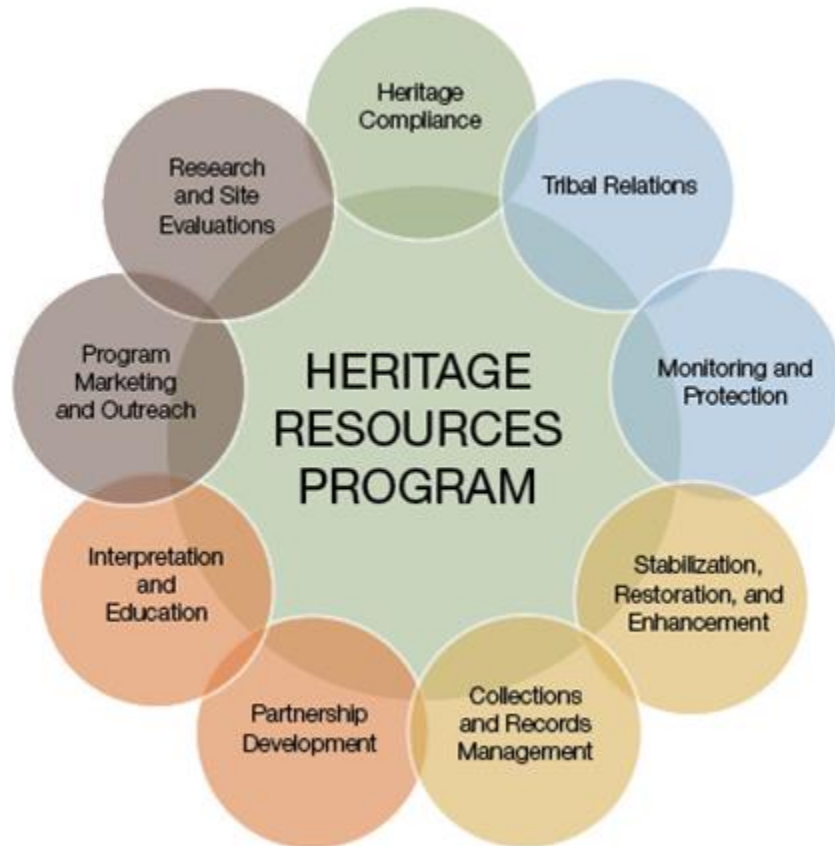 Heritage
Compliance
Tribal Relations
Monitoring and
Protection
Stabilization,
Restoration, and
Enhancement
Collections
and Records
Management
Partnership
Development
Interpretation
and
Education
Program
Marketing
and Outreach
Research
and Site
Evaluations
HERITAGE
RESOURCES
PROGRAM